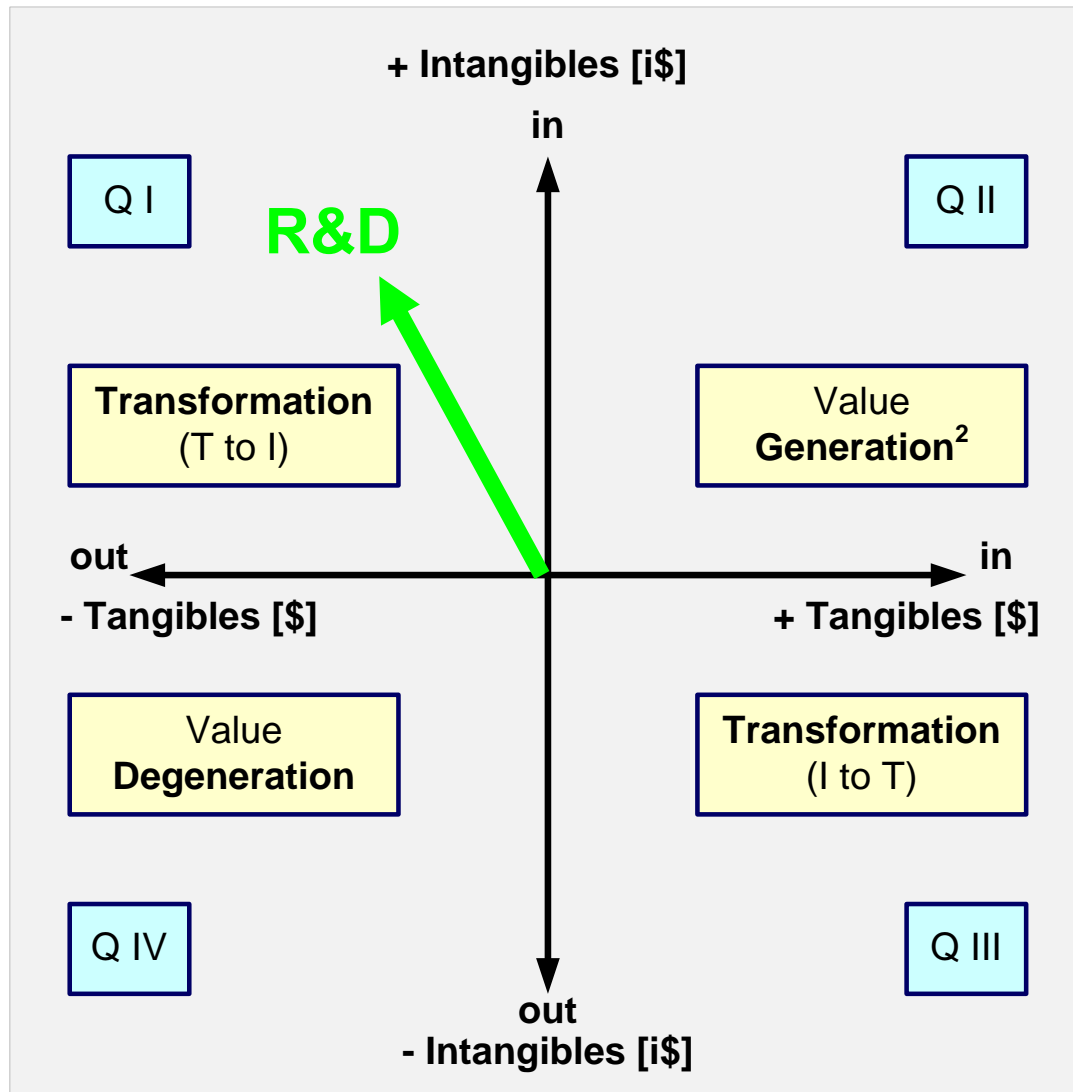 + Intangibles [i$]
in
Q I
Q II
R&D
Transformation
(T to I)
Value
Generation²
out
in
- Tangibles [$]
+ Tangibles [$]
Value
Degeneration
Transformation
(I to T)
Q IV
Q III
out
- Intangibles [i$]